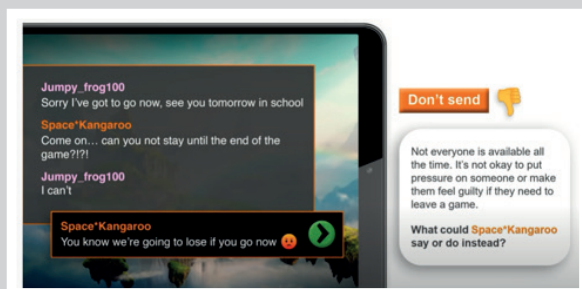 Jumpy_frog100
Sorry I've got to go now, see you tomorrow in school
Space*Kangaroo
Come on... can you not stay until the end of the
game?!?!
Jumpy_frog100
I can't
Space*Kangaroo
You know we're going to lose if you go now 😡
Don't send
Not everyone is available all
the time. It's not okay to put
pressure on someone or make
them feel guilty if they need to
leave a game.
What could Space*Kangaroo
say or do instead?